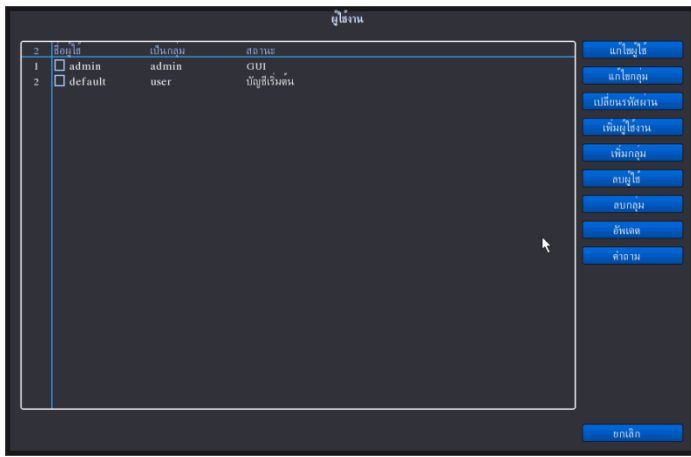 ผู้ใช้งาน
2 ชื่อผู้ใช้ เป็นกลุ่ม สถานะ
1 admin admin GUI
2 default user บัญชีเริ่มต้น
แก้ไขผู้ใช้
แก้ไขกลุ่ม
เปลี่ยนรหัสผ่าน
เพิ่มผู้ใช้งาน
เพิ่มกลุ่ม
ลบผู้ใช้
ลบกลุ่ม
อัพเดต
คำถาม
ยกเลิก